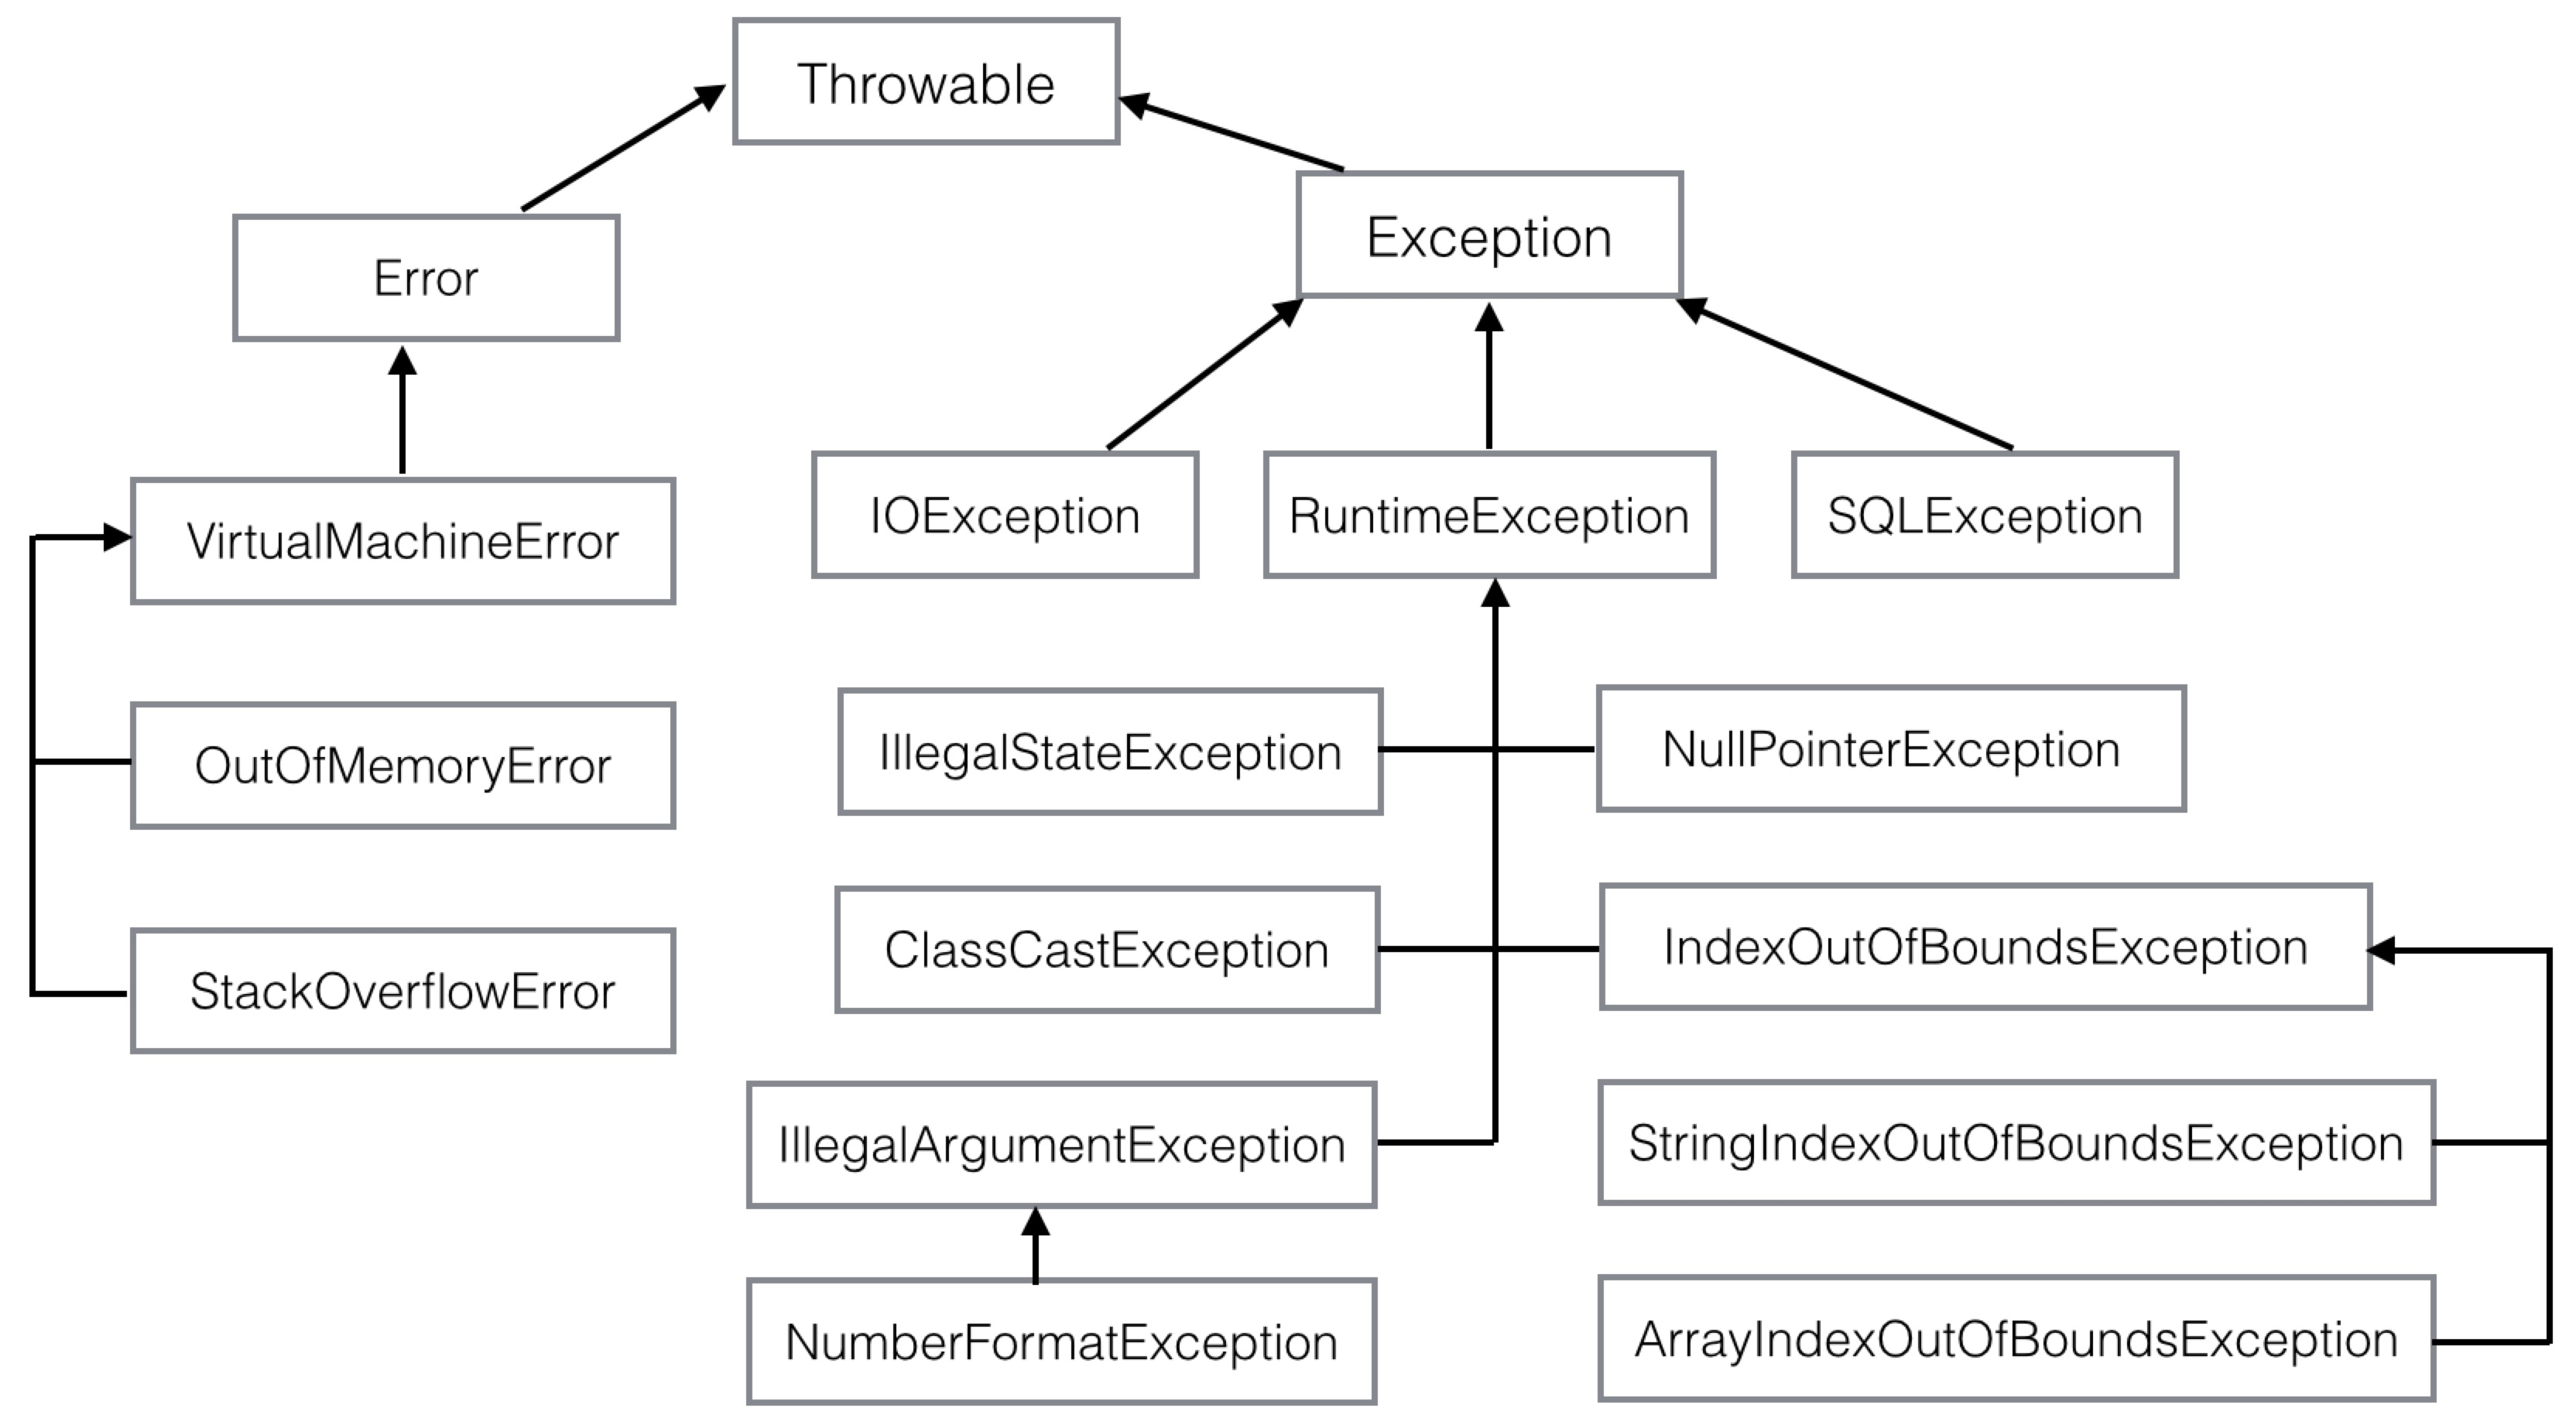 Throwable
Error
Exception
VirtualMachineError
IOException
RuntimeException
SQLException
OutOfMemoryError
IllegalStateException
NullPointerException
StackOverflowError
ClassCastException
IndexOutOfBoundsException
IllegalArgumentException
StringIndexOutOfBoundsException
NumberFormatException
ArrayIndexOutOfBoundsException